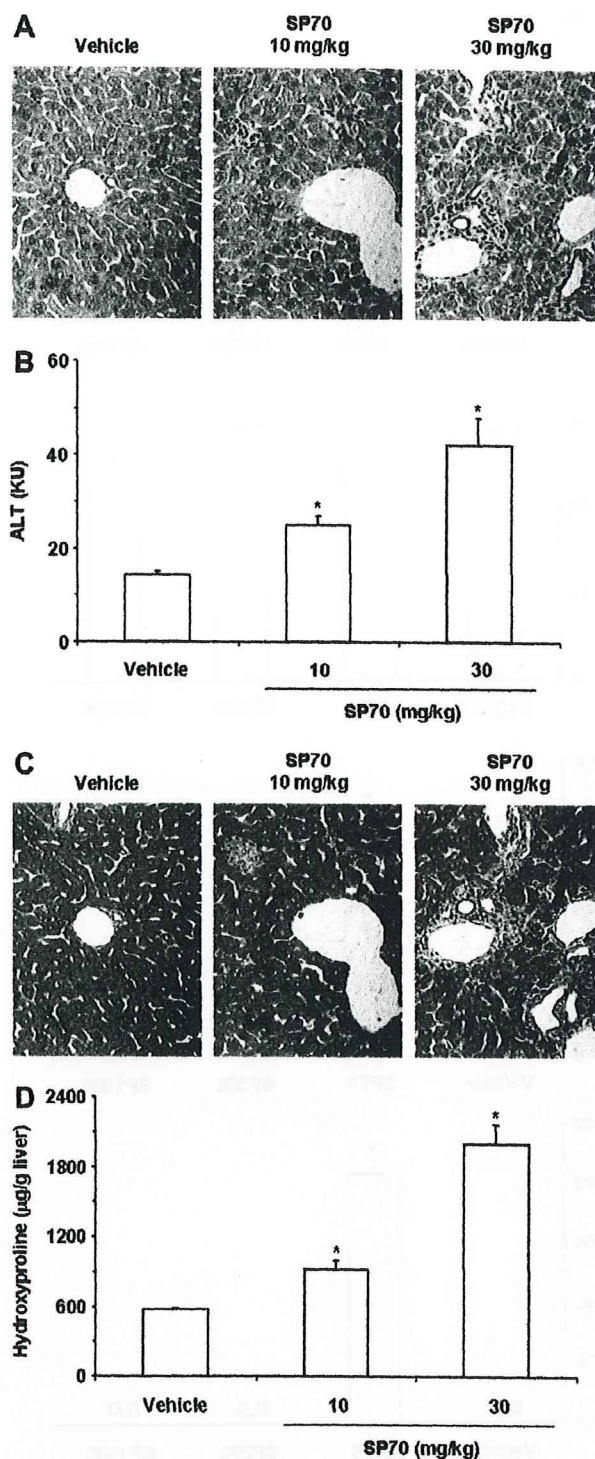 A
Vehicle
SP70
10 mg/kg
SP70
30 mg/kg
B
60
40
20
0
ALT (KU)
*
*
Vehicle
10
30
SP70 (mg/kg)
C
Vehicle
SP70
10 mg/kg
SP70
30 mg/kg
D
2400
1800
1200
600
0
Hydroxyproline (µg/g liver)
*
*
Vehicle
10
30
SP70 (mg/kg)